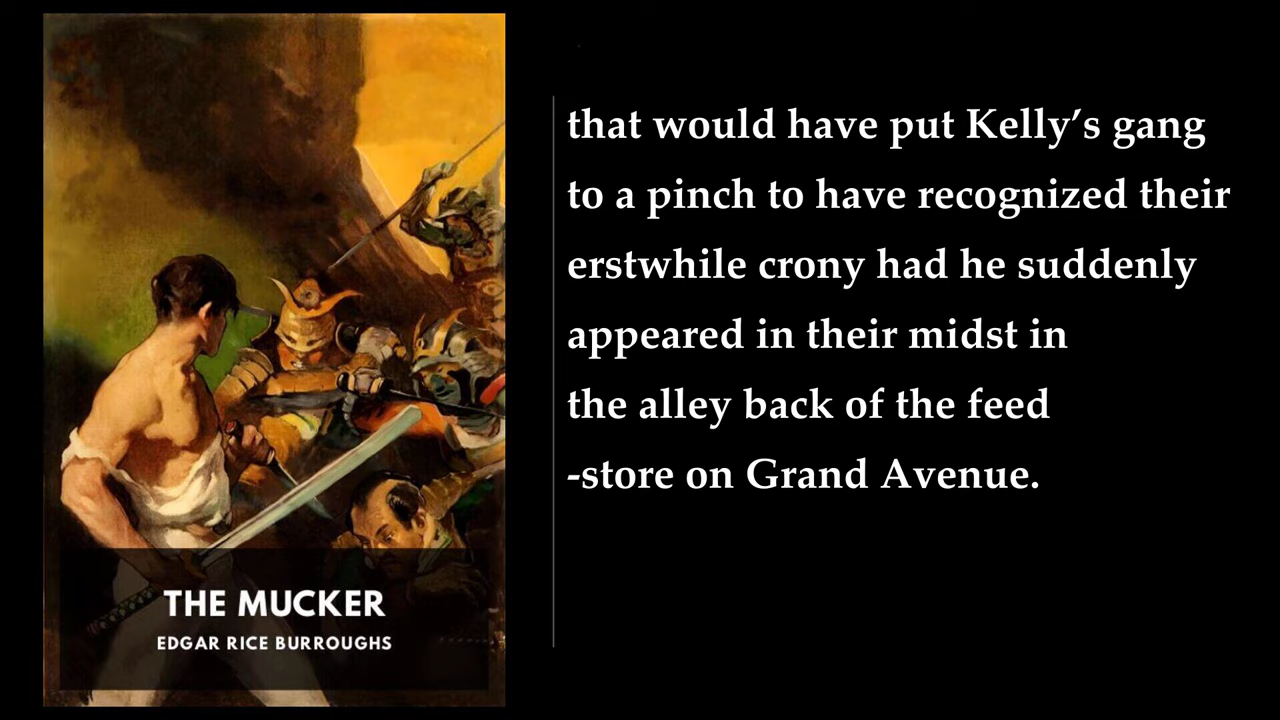 that would have put Kelly’s gang
to a pinch to have recognized their
erstwhile crony had he suddenly
appeared in their midst in
the alley back of the feed
-store on Grand Avenue.
THE MUCKER
EDGAR RICE BURROUGHS